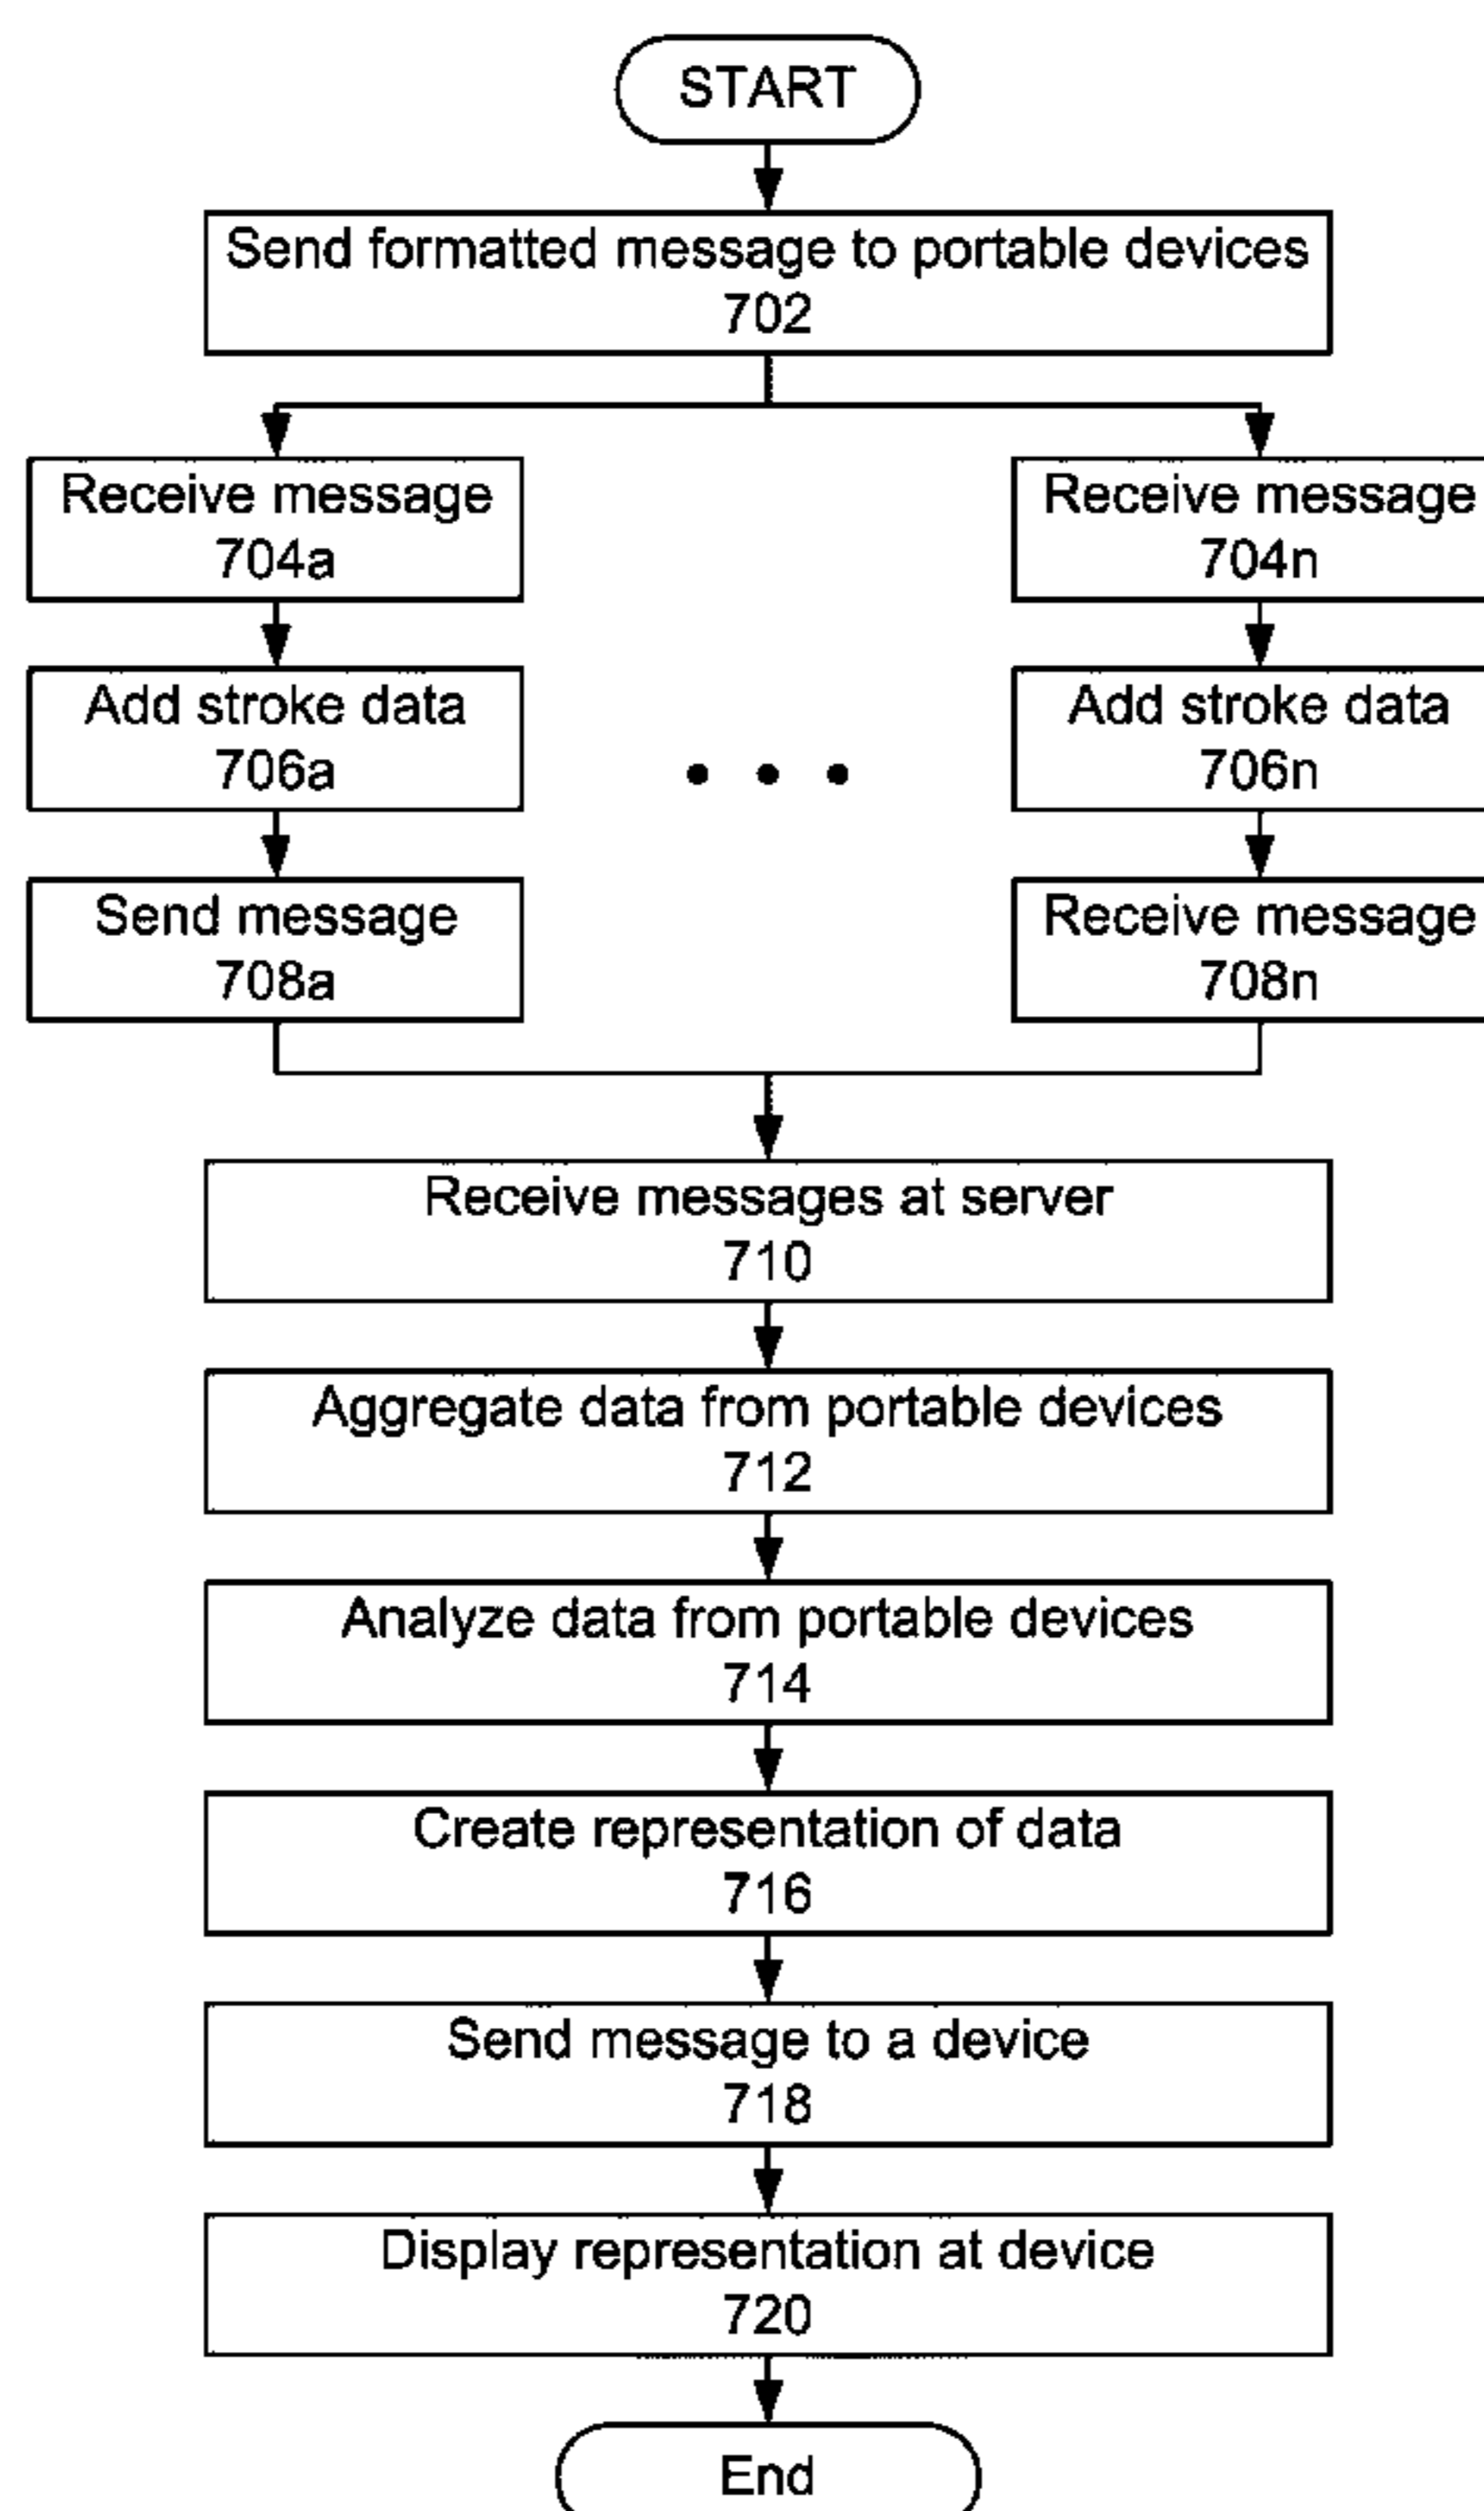 START
Send formatted message to portable devices
702
Receive message
704a
Receive message
704n
Add stroke data
706a
Add stroke data
706n
Send message
708a
Receive message
708n
Receive messages at server
710
Aggregate data from portable devices
712
Analyze data from portable devices
714
Create representation of data
716
Send message to a device
718
Display representation at device
720
End